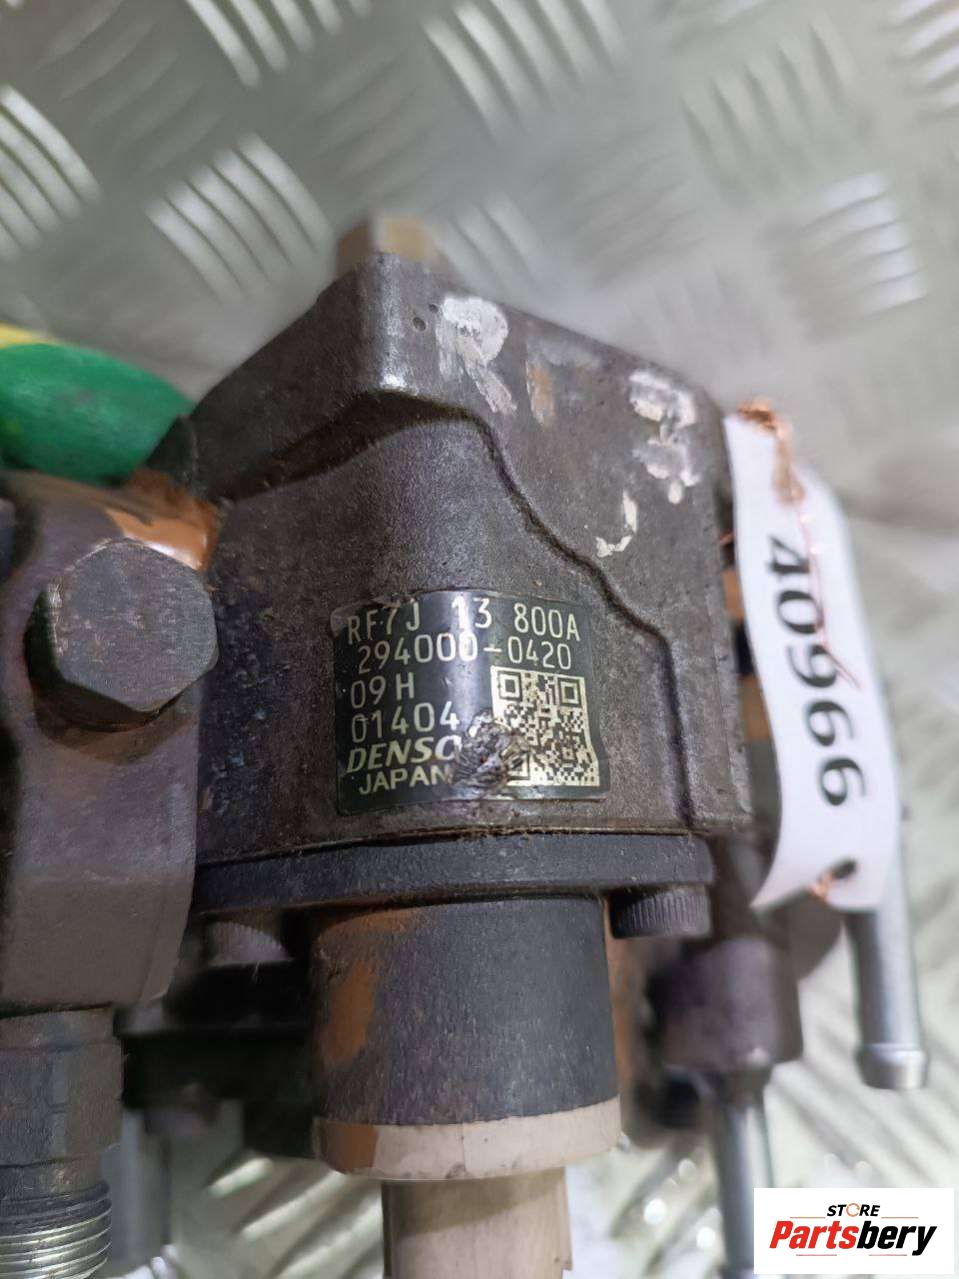 RF7J 13 800A
294000-0420
09H
01404
DENSO
JAPAN
40966
STORE
Partsbery